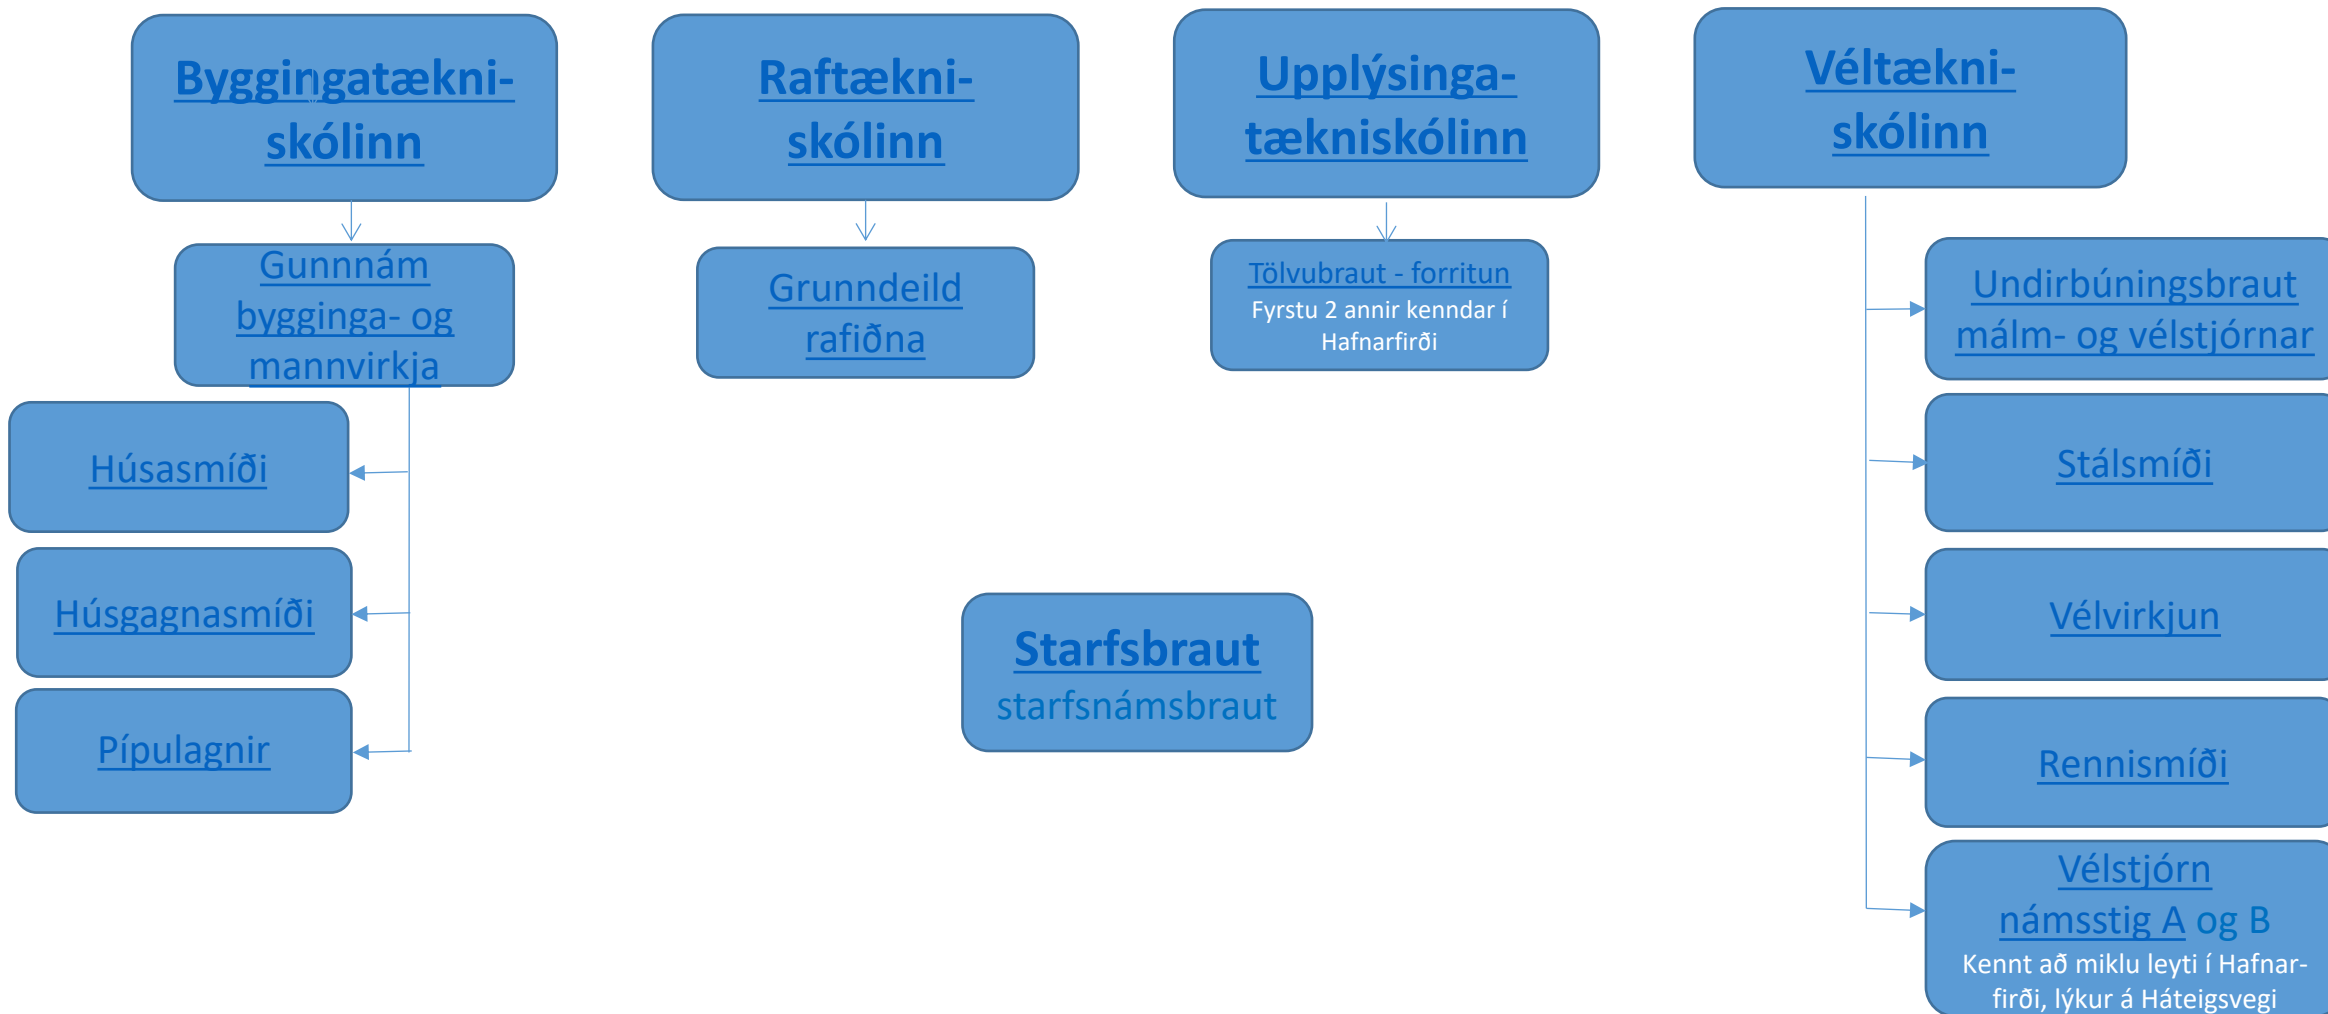 Byggingatækni-
skólinn
Gunnnám
bygginga- og
mannvirkja
Húsasmíði
Húsgagnasmíði
Pípulagnir
Raftækni-
skólinn
Grunndeild
rafiðna
Upplýsinga-
tækniskólinn
Tölvubraut - forritun
Fyrstu 2 annir kenndar í
Hafnarfirði
Starfsbraut
starfsnámsbraut
Véltækni-
skólinn
Undirbúningsbraut
málm- og vélstjórnar
Stálsmíði
Vélvirkjun
Rennismíði
Vélstjórn
námsstig A og B
Kennt að miklu leyti í Hafnar-
firði, lýkur á Háteigsvegi